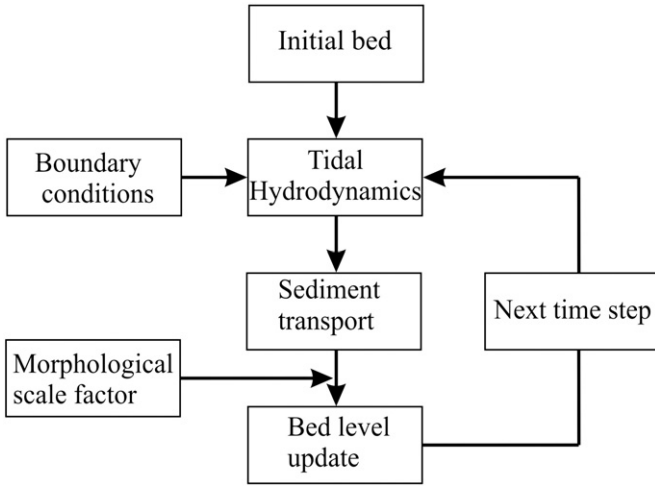 Initial bed
Boundary
conditions
Tidal
Hydrodynamics
Sediment
transport
Next time step
Morphological
scale factor
Bed level
update